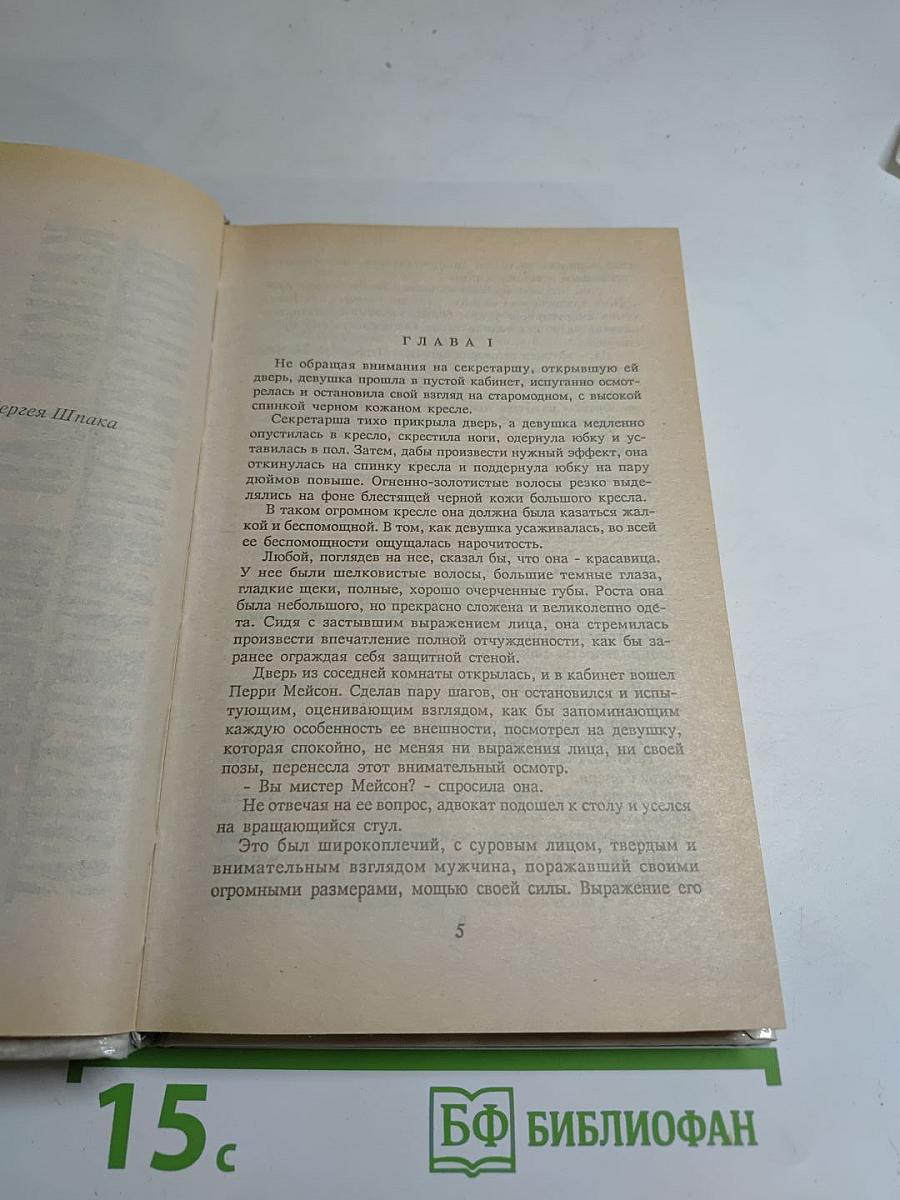 Сергея Шпака
ГЛАВА I
Не обращая внимания на секретаршу, открывшую ей
дверь, девушка прошла в пустой кабинет, испуганно осмот-
релась и остановила свой взгляд на старомодном, с высокой
спинкой черном кожаном кресле.
Секретарша тихо прикрыла дверь, а девушка медленно
опустилась в кресло, скрестила ноги, одернула юбку и ус-
тавилась в пол. Затем, дабы произвести нужный эффект, она
откинулась на спинку кресла и поддернула юбку на пару
дюймов повыше. Огненно-золотистые волосы резко выде-
лялись на фоне блестящей черной кожи большого кресла.
В таком огромном кресле она должна была казаться жал-
кой и беспомощной. В том, как девушка усаживалась, во всей
ее беспомощности ощущалась нарочитость.
Любой, поглядев на нее, сказал бы, что она - красавица.
У нее были шелковистые волосы, большие темные глаза,
гладкие щеки, полные, хорошо очерченные губы. Роста она
была небольшого, но прекрасно сложена и великолепно оде-
та. Сидя с застывшим выражением лица, она стремилась
произвести впечатление полной отчужденности, как бы за-
ранее ограждая себя защитной стеной.
Дверь из соседней комнаты открылась, и в кабинет вошел
Перри Мейсон. Сделав пару шагов, он остановился и испы-
тующим, оценивающим взглядом, как бы запоминающим
каждую особенность ее внешности, посмотрел на девушку,
которая спокойно, не меняя ни выражения лица, ни своей
позы, перенесла этот внимательный осмотр.
- Вы мистер Мейсон? - спросила она.
Не отвечая на ее вопрос, адвокат подошел к столу и уселся
на вращающийся стул.
Это был широкоплечий, с суровым лицом, твердым и
внимательным взглядом мужчина, поражавший своими
огромными размерами, мощью своей силы. Выражение его
5
15 с
БФ БИБЛИОФАН